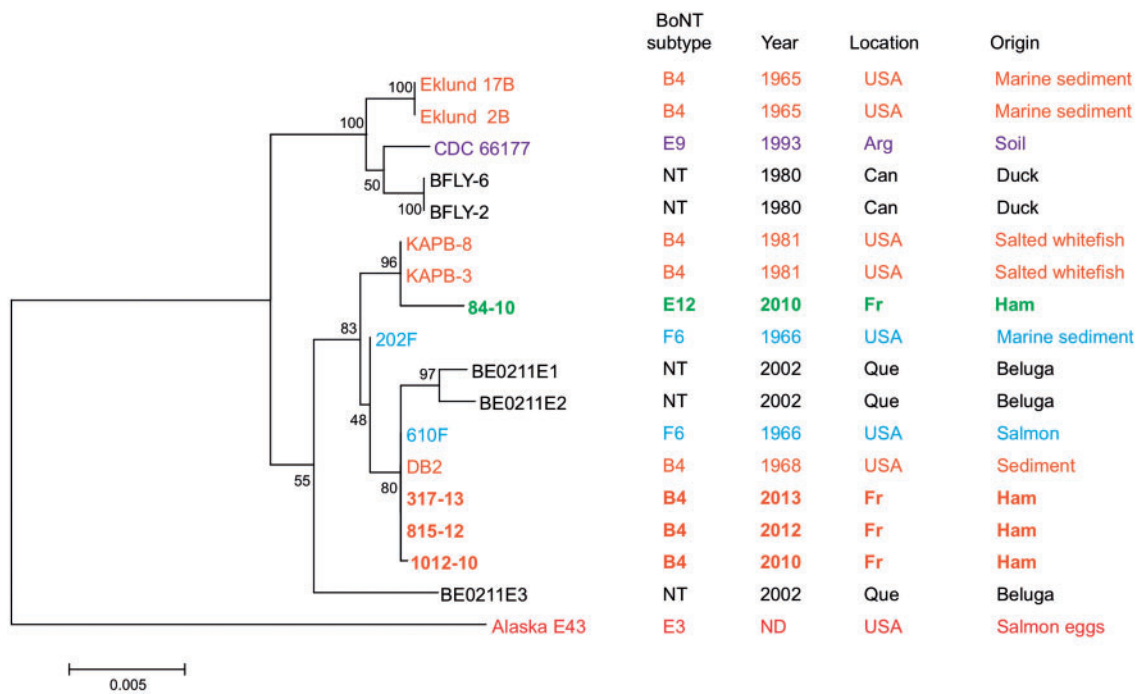 BoNT subtype Year Location Origin
100 Eklund 17B B4 1965 USA Marine sediment
100 Eklund 2B B4 1965 USA Marine sediment
CDC 66177 E9 1993 Arg Soil
50 BFLY-6 NT 1980 Can Duck
100 BFLY-2 NT 1980 Can Duck
KAPB-8 B4 1981 USA Salted whitefish
96 KAPB-3 B4 1981 USA Salted whitefish
84-10 E12 2010 Fr Ham
83 202F F6 1966 USA Marine sediment
97 BE0211E1 NT 2002 Que Beluga
BE0211E2 NT 2002 Que Beluga
48 610F F6 1966 USA Salmon
DB2 B4 1968 USA Sediment
55 80 317-13 B4 2013 Fr Ham
815-12 B4 2012 Fr Ham
1012-10 B4 2010 Fr Ham
BE0211E3 NT 2002 Que Beluga
Alaska E43 E3 ND USA Salmon eggs
0.005